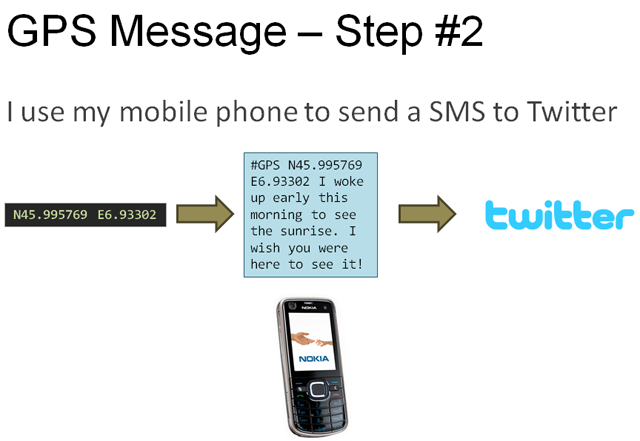 GPS Message – Step #2
I use my mobile phone to send a SMS to Twitter
N45.995769 E6.93302
#GPS N45.995769
E6.93302 I woke
up early this
morning to see
the sunrise. I
wish you were
here to see it!
twitter
NOKIA
NOKIA